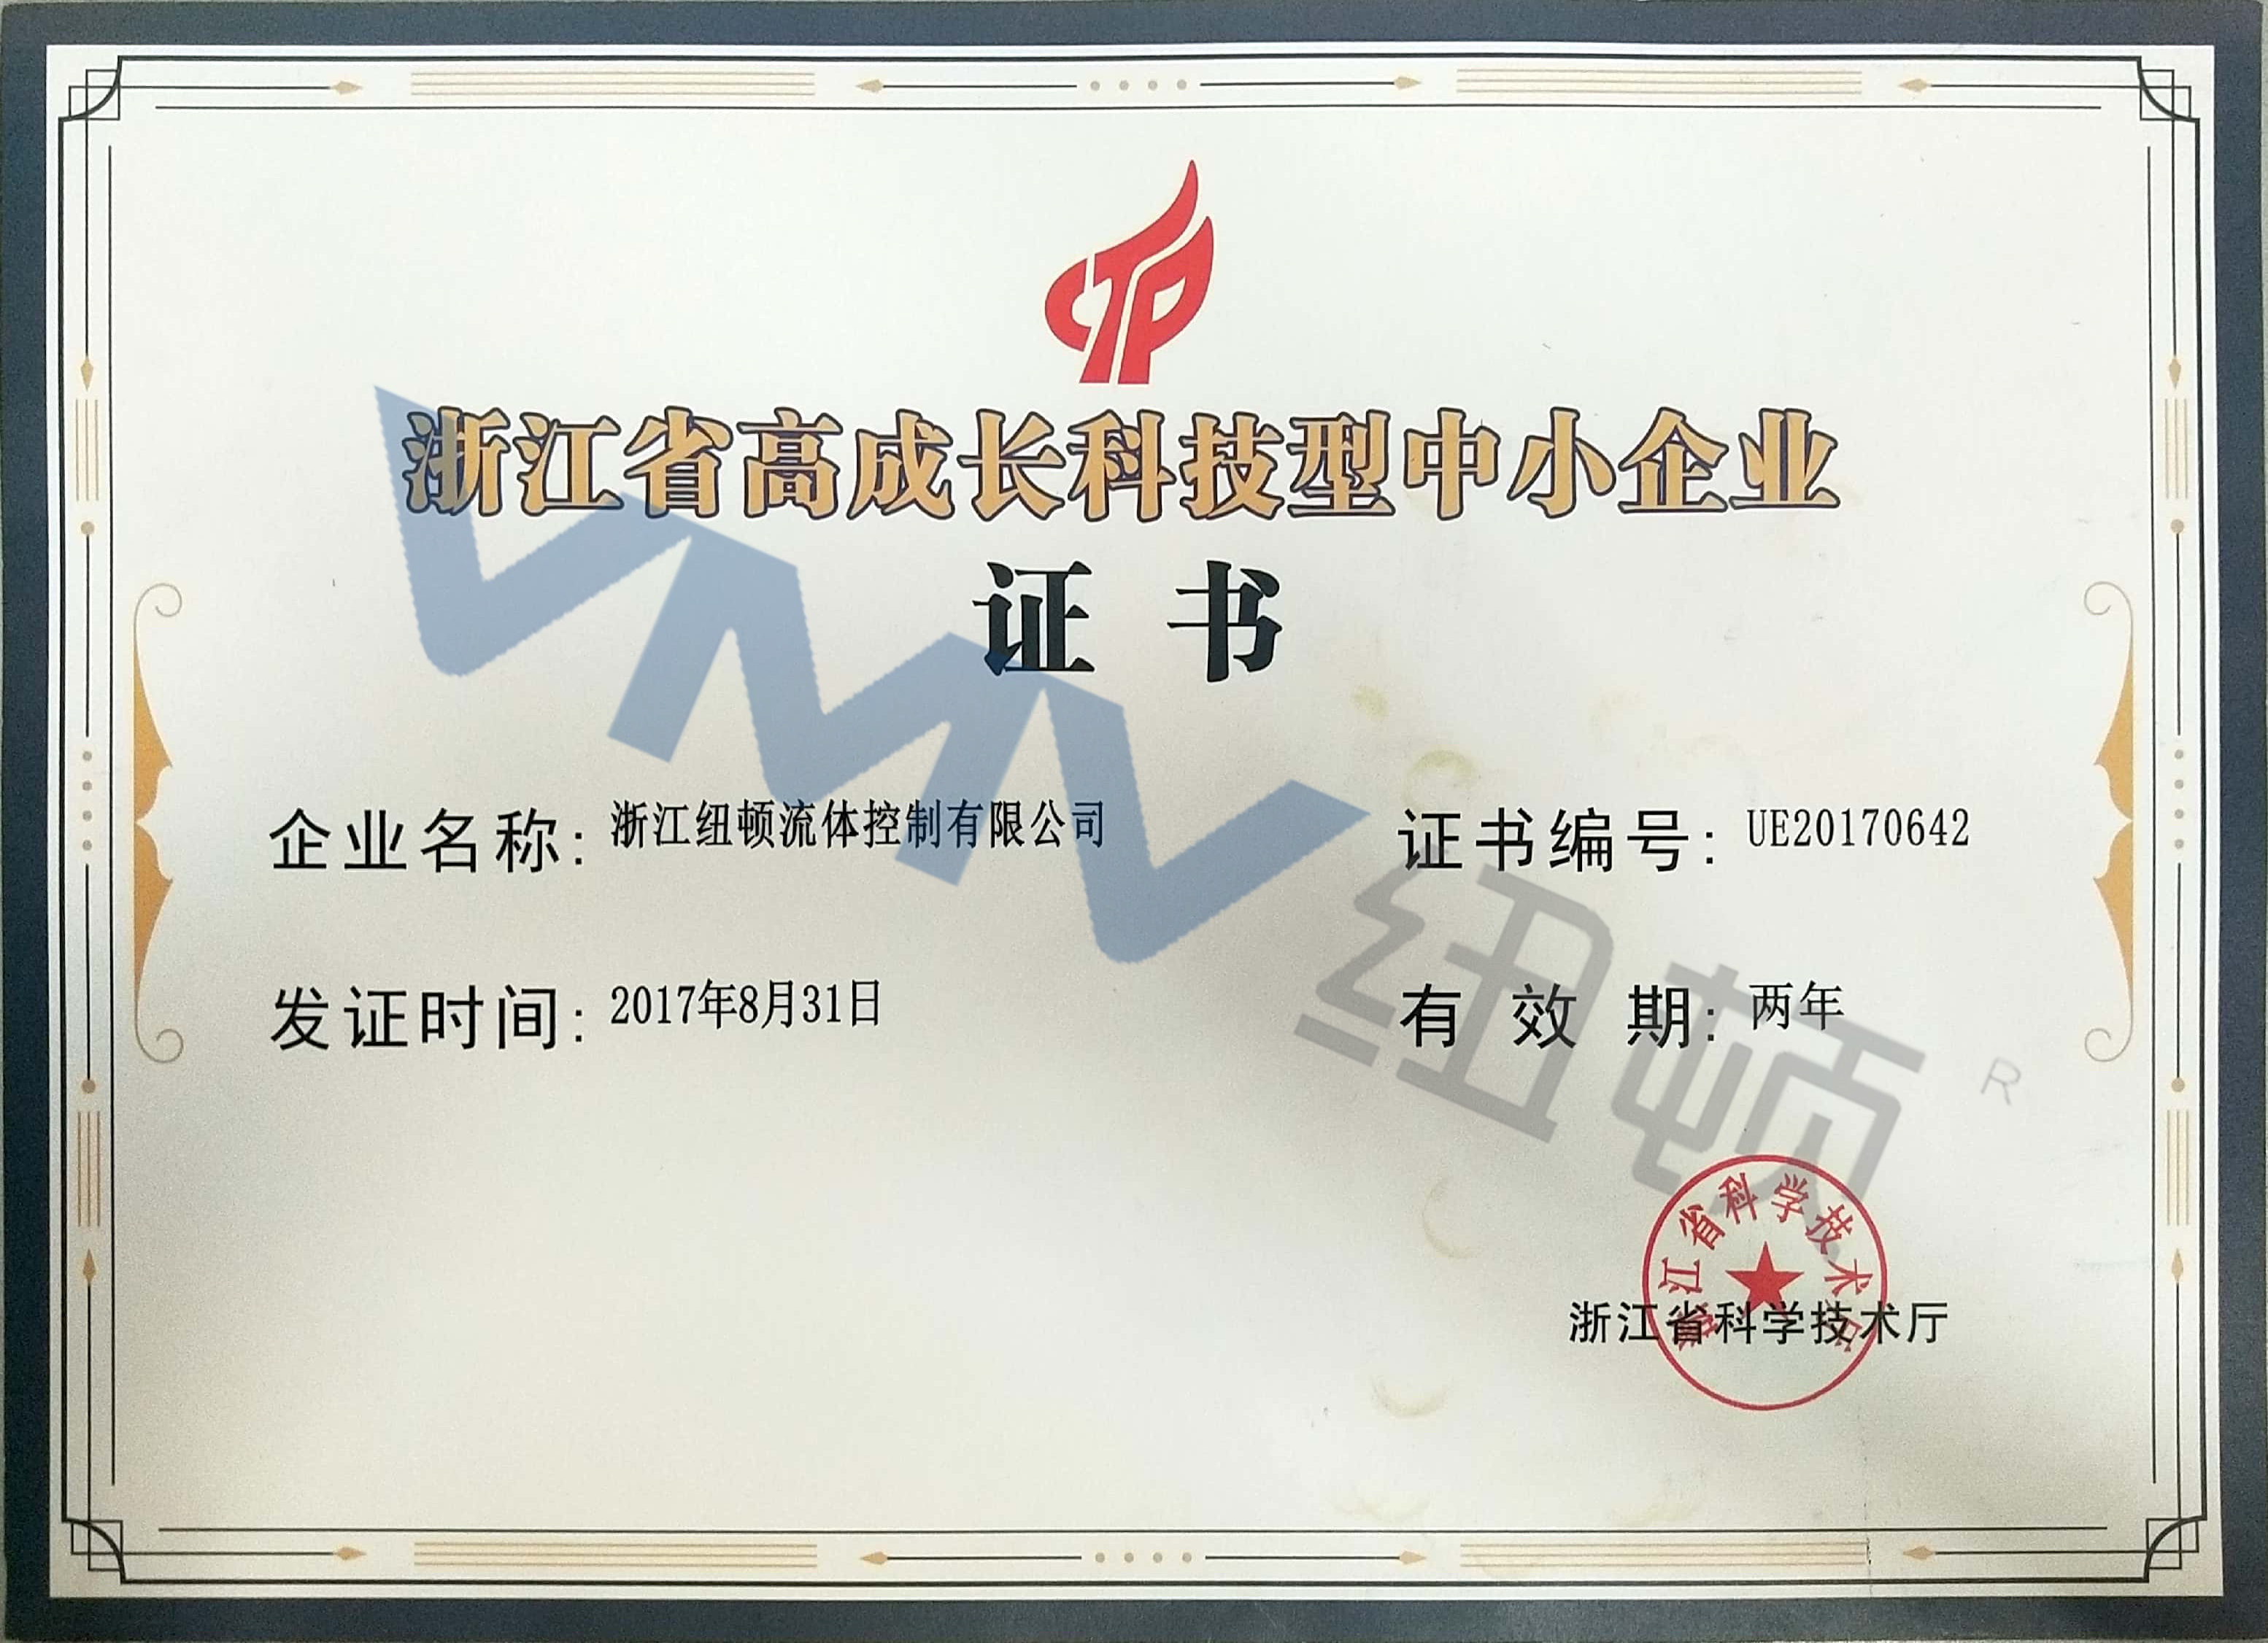 CTP
浙江省高成长科技型中小企业
证书
企业名称: 浙江纽顿流体控制有限公司
证书编号: UE20170642
发证时间: 2017年8月31日
有效期: 两年
VMV
纽顿
R
浙江省科学技术厅
浙江省科学技术厅